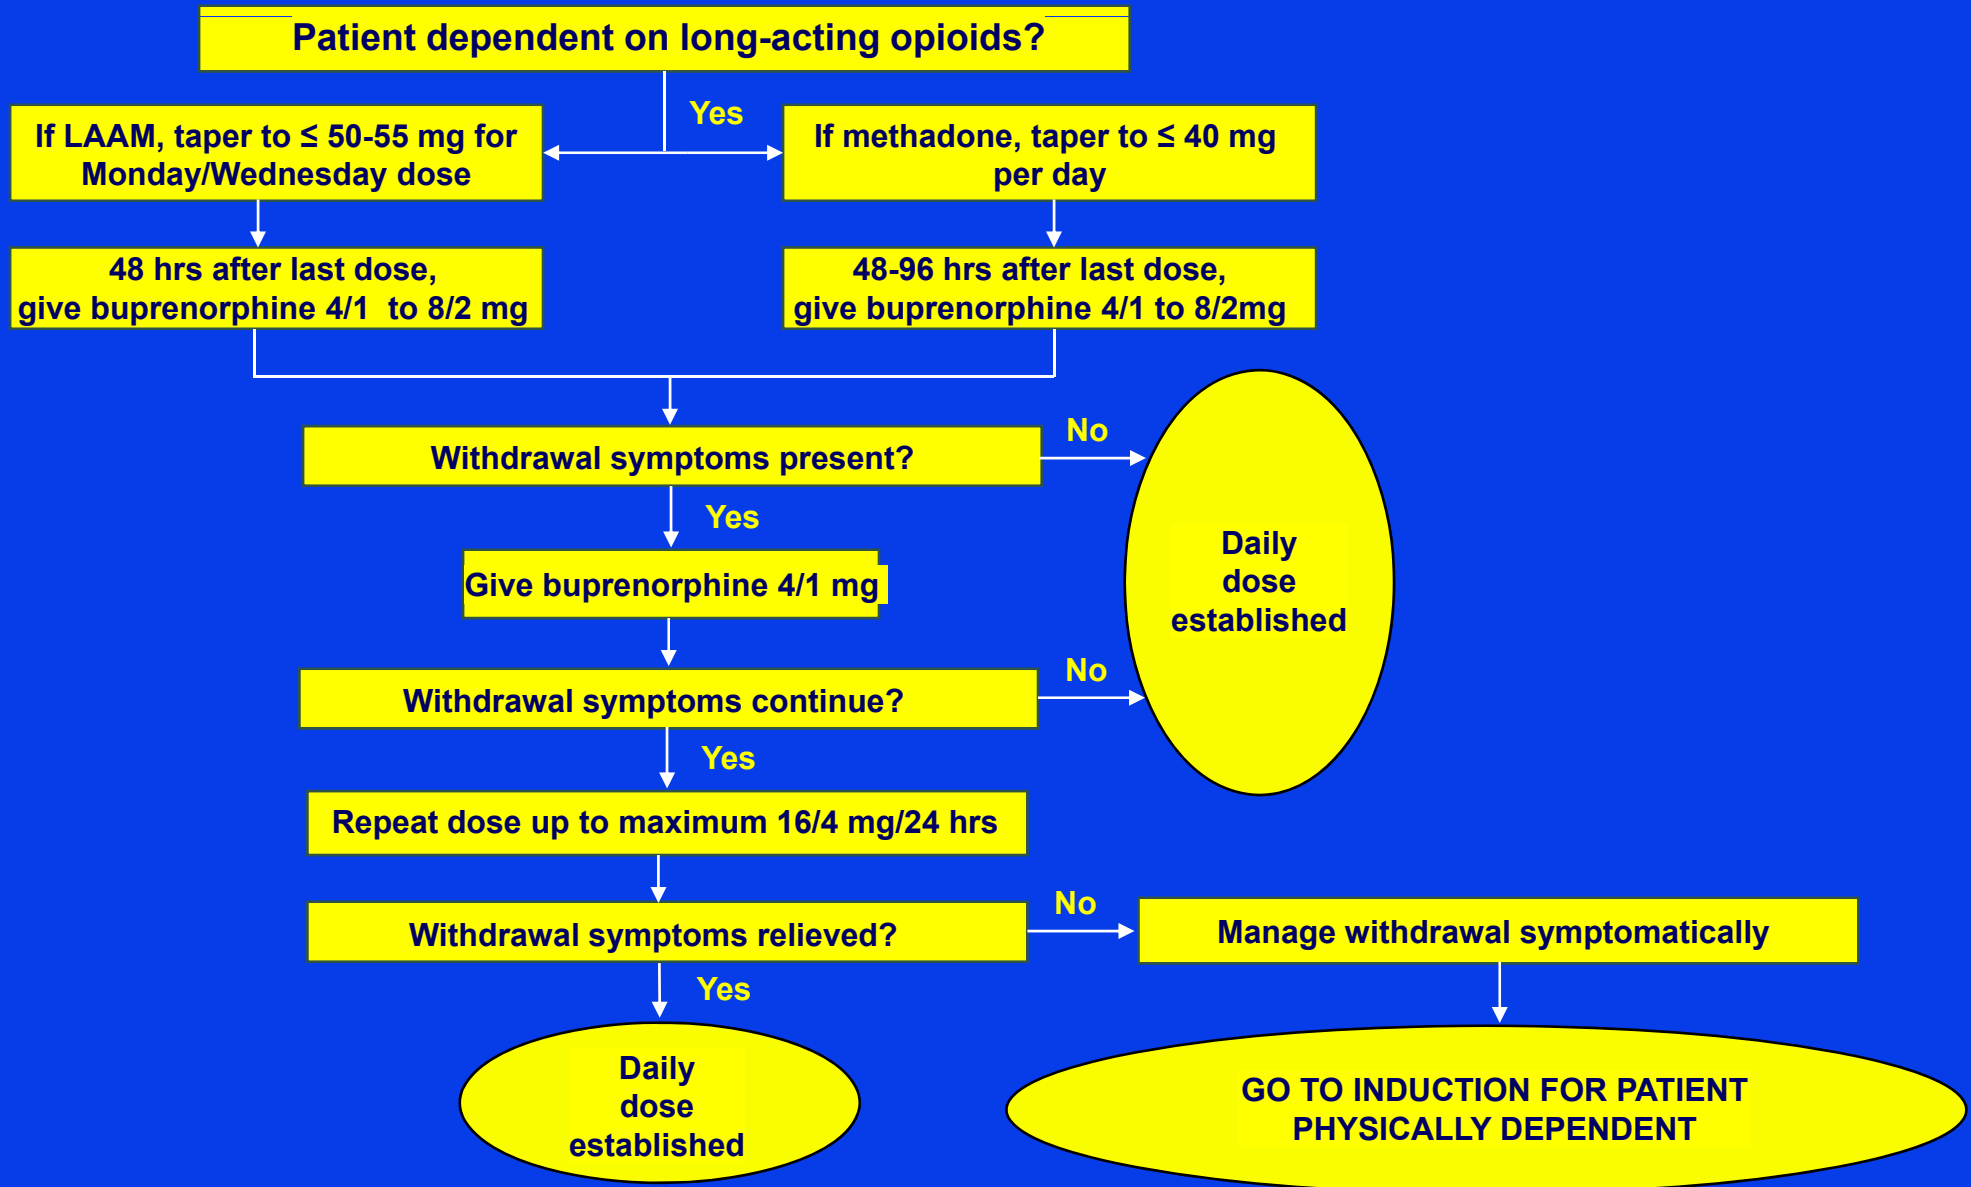 Patient dependent on long-acting opioids?
Yes
If LAAM, taper to ≤ 50-55 mg for
Monday/Wednesday dose
If methadone, taper to ≤ 40 mg
per day
48 hrs after last dose,
give buprenorphine 4/1 to 8/2 mg
48-96 hrs after last dose,
give buprenorphine 4/1 to 8/2mg
Withdrawal symptoms present?
No
Yes
Daily
dose
established
Give buprenorphine 4/1 mg
Withdrawal symptoms continue?
No
Yes
Repeat dose up to maximum 16/4 mg/24 hrs
Withdrawal symptoms relieved?
No
Manage withdrawal symptomatically
Yes
Daily
dose
established
GO TO INDUCTION FOR PATIENT
PHYSICALLY DEPENDENT